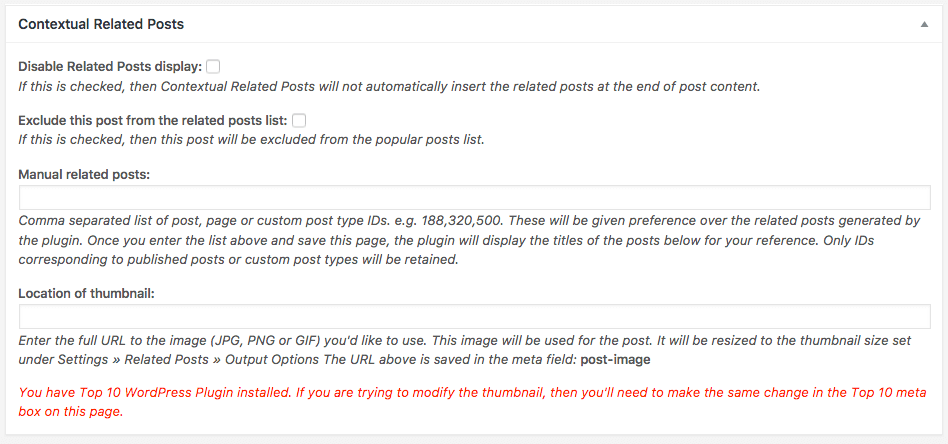 Contextual Related Posts
Disable Related Posts display:
If this is checked, then Contextual Related Posts will not automatically insert the related posts at the end of post content.
Exclude this post from the related posts list:
If this is checked, then this post will be excluded from the popular posts list.
Manual related posts:
Comma separated list of post, page or custom post type IDs. e.g. 188,320,500. These will be given preference over the related posts generated by
the plugin. Once you enter the list above and save this page, the plugin will display the titles of the posts below for your reference. Only IDs
corresponding to published posts or custom post types will be retained.
Location of thumbnail:
Enter the full URL to the image (JPG, PNG or GIF) you'd like to use. This image will be used for the post. It will be resized to the thumbnail size set
under Settings » Related Posts » Output Options The URL above is saved in the meta field: post-image
You have Top 10 WordPress Plugin installed. If you are trying to modify the thumbnail, then you'll need to make the same change in the Top 10 meta
box on this page.